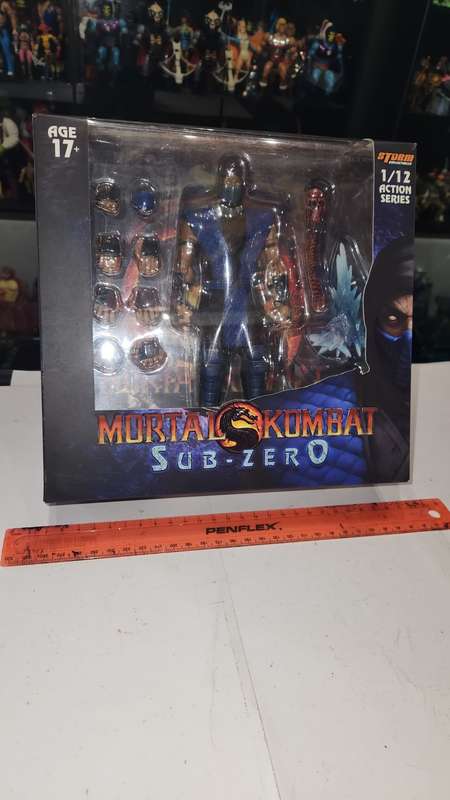 AGE
17+
STORM
COLLECTIBLES
1/12
ACTION
SERIES
MORTAL KOMBAT
SUB-ZERO
PENFLEX